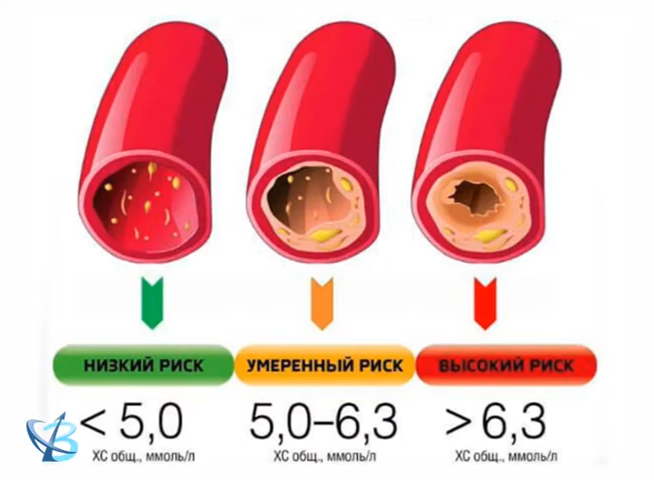 НИЗКИЙ РИСК УМЕРЕННЫЙ РИСК ВЫСОКИЙ РИСК
< 5,0 5,0–6,3 > 6,3
ХС общ., ммоль/л ХС общ., ммоль/л ХС общ., ммоль/л
В